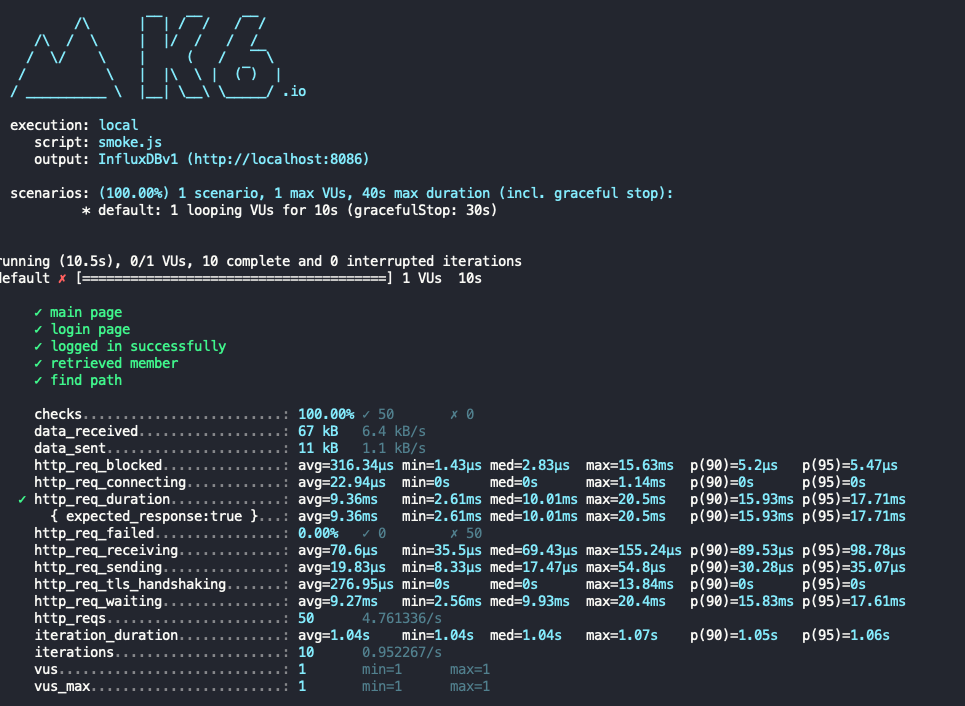 /\      |‾‾| /‾‾/   /‾‾/
/\  /  \     |  |/  /   /  /
/  \/    \    |     (   /   ‾‾\
/          \   |  |\  \ |  (‾)  |
/ __________ \  |__| \__\ \_____/ .io
execution: local
script: smoke.js
output: InfluxDBv1 (http://localhost:8086)
scenarios: (100.00%) 1 scenario, 1 max VUs, 40s max duration (incl. graceful stop):
* default: 1 looping VUs for 10s (gracefulStop: 30s)
running (10.5s), 0/1 VUs, 10 complete and 0 interrupted iterations
default ✗ [======================================] 1 VUs  10s
✓ main page
✓ login page
✓ logged in successfully
✓ retrieved member
✓ find path
checks.........................: 100.00% ✓ 50       ✗ 0
data_received..................: 67 kB   6.4 kB/s
data_sent......................: 11 kB   1.1 kB/s
http_req_blocked...............: avg=316.34µs min=1.43µs med=2.83µs  max=15.63ms  p(90)=5.2µs   p(95)=5.47µs
http_req_connecting............: avg=22.94µs  min=0s     med=0s      max=1.14ms   p(90)=0s      p(95)=0s
✓ http_req_duration..............: avg=9.36ms   min=2.61ms med=10.01ms max=20.5ms   p(90)=15.93ms p(95)=17.71ms
{ expected_response:true }...: avg=9.36ms   min=2.61ms med=10.01ms max=20.5ms   p(90)=15.93ms p(95)=17.71ms
http_req_failed................: 0.00%   ✓ 0        ✗ 50
http_req_receiving.............: avg=70.6µs   min=35.5µs med=69.43µs max=155.24µs p(90)=89.53µs p(95)=98.78µs
http_req_sending...............: avg=19.83µs  min=8.33µs med=17.47µs max=54.8µs   p(90)=30.28µs p(95)=35.07µs
http_req_tls_handshaking.......: avg=276.95µs min=0s     med=0s      max=13.84ms  p(90)=0s      p(95)=0s
http_req_waiting...............: avg=9.27ms   min=2.56ms med=9.93ms  max=20.4ms   p(90)=15.83ms p(95)=17.61ms
http_reqs......................: 50      4.761336/s
iteration_duration.............: avg=1.04s    min=1.04s  med=1.04s   max=1.07s    p(90)=1.05s   p(95)=1.06s
iterations.....................: 10      0.952267/s
vus............................: 1       min=1      max=1
vus_max........................: 1       min=1      max=1